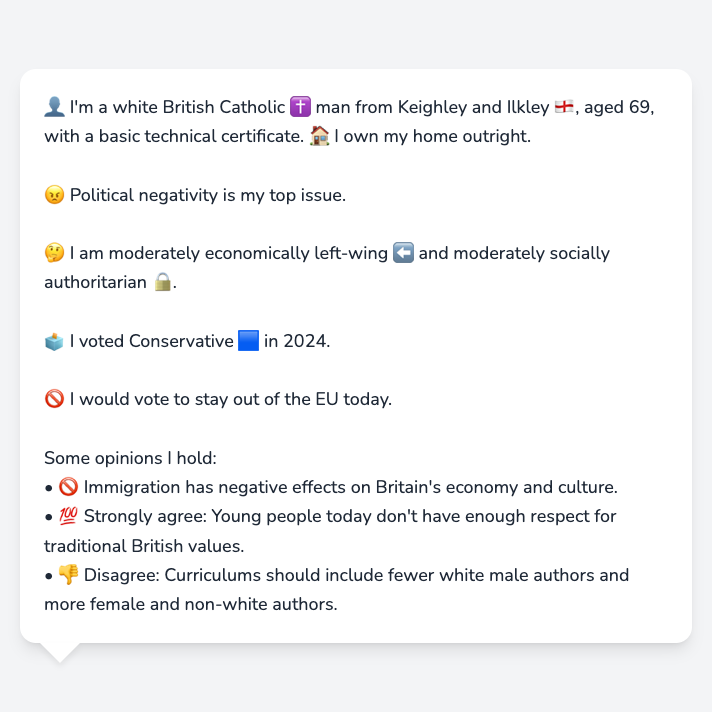 👤 I'm a white British Catholic ✝️ man from Keighley and Ilkley 🏴󠁧󠁢󠁥󠁮󠁧󠁿, aged 69,
with a basic technical certificate. 🏠 I own my home outright.
😠 Political negativity is my top issue.
🤔 I am moderately economically left-wing ⬅️ and moderately socially
authoritarian 🔒.
🗳️ I voted Conservative 🟦 in 2024.
🚫 I would vote to stay out of the EU today.
Some opinions I hold:
• 🚫 Immigration has negative effects on Britain's economy and culture.
• 💯 Strongly agree: Young people today don't have enough respect for
traditional British values.
• 👎 Disagree: Curriculums should include fewer white male authors and
more female and non-white authors.